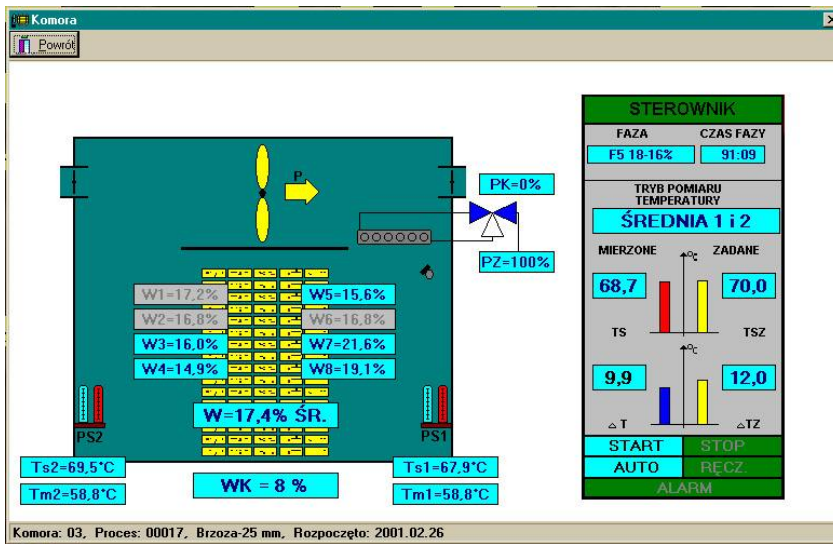 Komora
Powrót
STEROWNIK
FAZA CZAS FAZY
F5 18-16% 91:09
TRYB POMIARU
TEMPERATURY
ŚREDNIA 1 i 2
MIERZONE °C ZADANE
68,7 70,0
TS TSZ
°C
9,9 12,0
△T △TZ
START STOP
AUTO RĘCZ.
ALARM
P
PK=0%
PZ=100%
W1=17,2% W5=15,6%
W2=16,8% W6=16,8%
W3=16,0% W7=21,6%
W4=14,9% W8=19,1%
W=17,4% ŚR.
PS2 PS1
Ts2=69,5°C Ts1=67,9°C
WK = 8 %
Tm2=58,8°C Tm1=58,8°C
Komora: 03, Proces: 00017, Brzoza-25 mm, Rozpoczęto: 2001.02.26